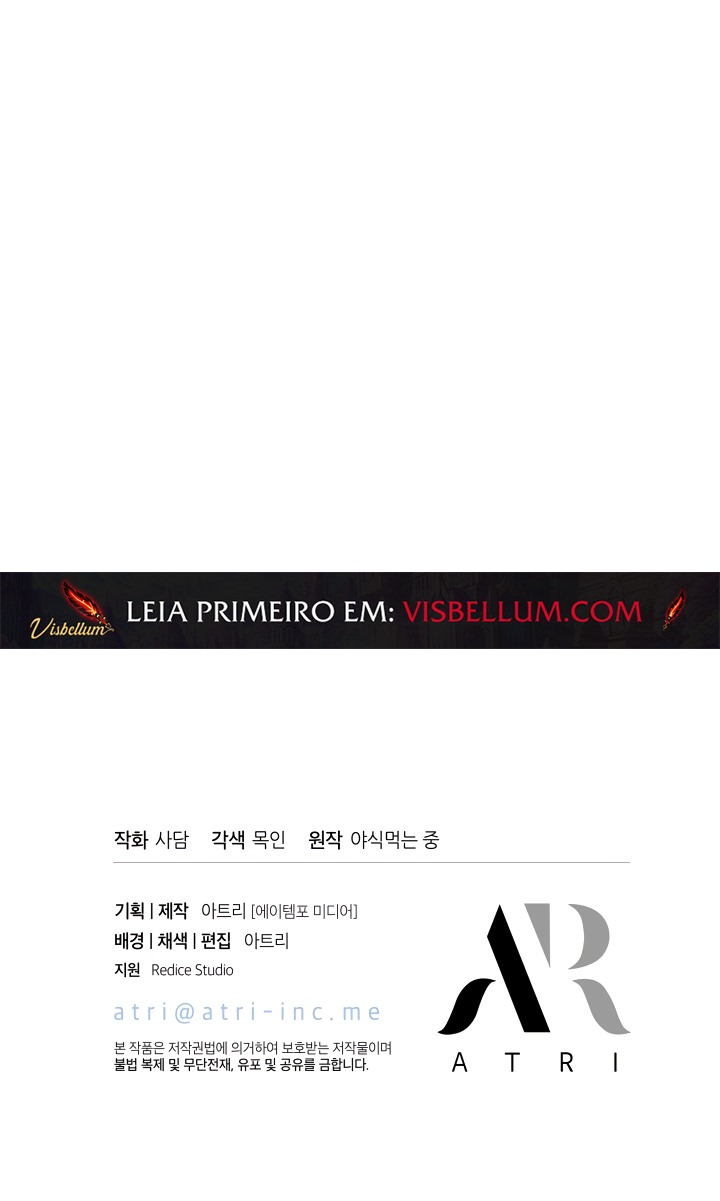 Visbellum LEIA PRIMEIRO EM: VISBELLUM.COM
작화 사담 각색 목인 원작 야식먹는 중
기획 | 제작 아트리 [에이템포 미디어]
배경 | 채색 | 편집 아트리
지원 Redice Studio
atri@atri-inc.me
본 작품은 저작권법에 의거하여 보호받는 저작물이며
불법 복제 및 무단전재, 유포 및 공유를 금합니다.
AR
ATRI